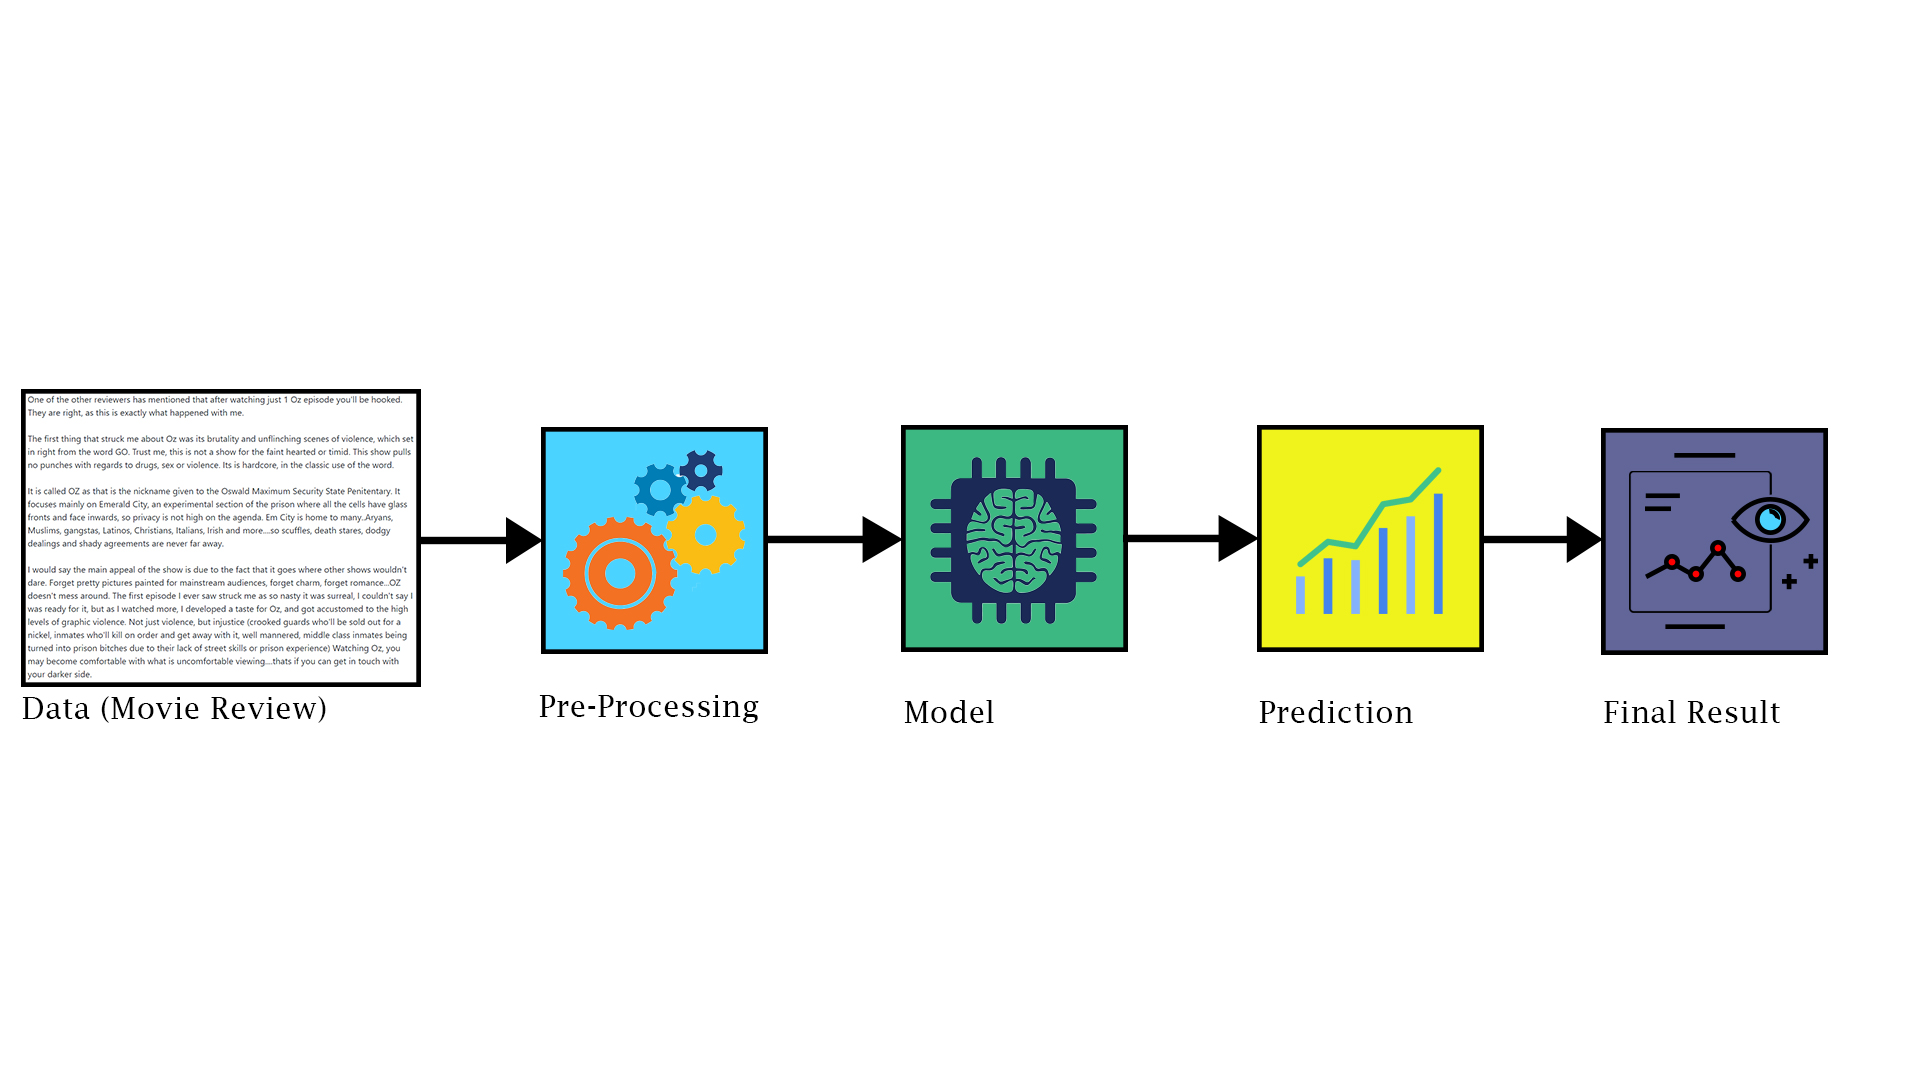 One of the other reviewers has mentioned that after watching just 1 Oz episode you'll be hooked.
They are right, as this is exactly what happened with me.
The first thing that struck me about Oz was its brutality and unflinching scenes of violence, which set
in right from the word GO. Trust me, this is not a show for the faint hearted or timid. This show pulls
no punches with regards to drugs, sex or violence. Its is hardcore, in the classic use of the word.
It is called OZ as that is the nickname given to the Oswald Maximum Security State Penitentary. It
focuses mainly on Emerald City, an experimental section of the prison where all the cells have glass
fronts and face inwards, so privacy is not high on the agenda. Em City is home to many..Aryans,
Muslims, gangstas, Latinos, Christians, Italians, Irish and more....so scuffles, death stares, dodgy
dealings and shady agreements are never far away.
I would say the main appeal of the show is due to the fact that it goes where other shows wouldn't
dare. Forget pretty pictures painted for mainstream audiences, forget charm, forget romance...OZ
doesn't mess around. The first episode I ever saw struck me as so nasty it was surreal, I couldn't say I
was ready for it, but as I watched more, I developed a taste for Oz, and got accustomed to the high
levels of graphic violence. Not just violence, but injustice (crooked guards who'll be sold out for a
nickel, inmates who'll kill on order and get away with it, well mannered, middle class inmates being
turned into prison bitches due to their lack of street skills or prison experience) Watching Oz, you
may become comfortable with what is uncomfortable viewing....thats if you can get in touch with
your darker side.
Data (Movie Review)
Pre-Processing
Model
Prediction
Final Result